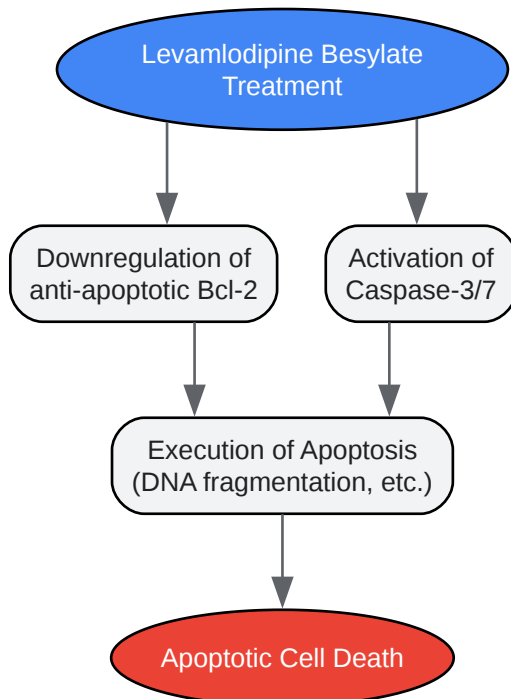 Levamlodipine Besylate
Treatment
Downregulation of
anti-apoptotic Bcl-2
Activation of
Caspase-3/7
Execution of Apoptosis
(DNA fragmentation, etc.)
Apoptotic Cell Death